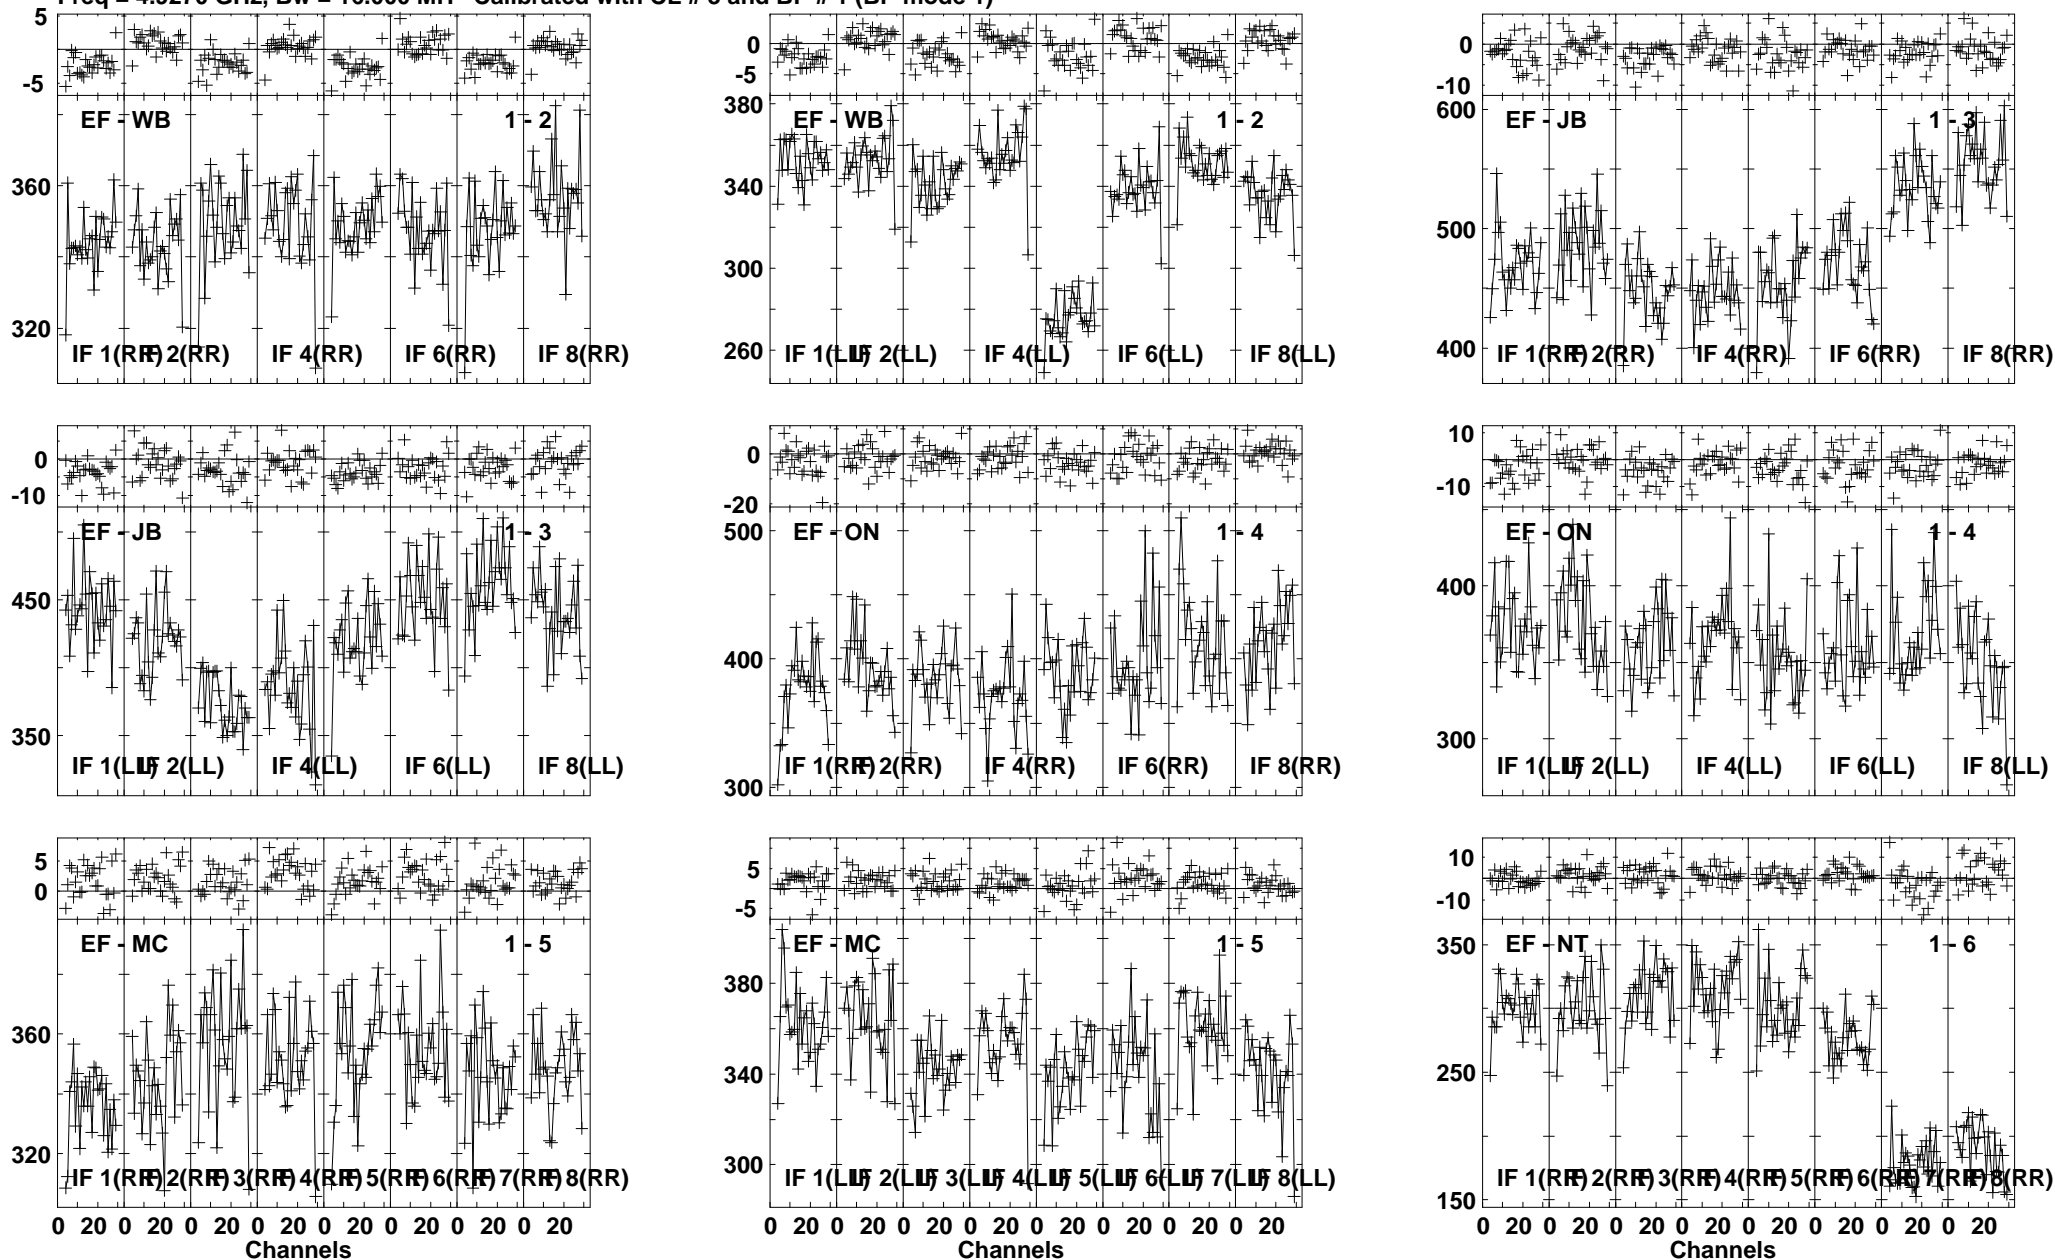 Calibrated with CL # and BP # 1 (BP mode 1)
5
0
-5
EF - WB
1 - 2
360
320
IF 1(RR) IF 2(RR) IF 4(RR) IF 6(RR) IF 8(RR)
0
-5
380
EF - WB
1 - 2
340
300
260
IF 1(LL) IF 2(LL) IF 4(LL) IF 6(LL) IF 8(LL)
0
-10
600
EF - JB
1 - 3
500
400
IF 1(RR) IF 2(RR) IF 4(RR) IF 6(RR) IF 8(RR)
0
-10
EF - JB
1 - 3
450
350
IF 1(LL) IF 2(LL) IF 4(LL) IF 6(LL) IF 8(LL)
0
-20
500
EF - ON
1 - 4
400
300
IF 1(RR) IF 2(RR) IF 4(RR) IF 6(RR) IF 8(RR)
10
0
-10
EF - ON
1 - 4
400
300
IF 1(LL) IF 2(LL) IF 4(LL) IF 6(LL) IF 8(LL)
5
0
EF - MC
1 - 5
360
320
IF 1(RR) IF 2(RR) IF 3(RR) IF 4(RR) IF 5(RR) IF 6(RR) IF 7(RR) IF 8(RR)
0 20 0 20 0 20 0 20 0 20 0 20 0 20 0 20
Channels
5
-5
EF - MC
1 - 5
380
340
300
IF 1(LL) IF 2(LL) IF 3(LL) IF 4(LL) IF 5(LL) IF 6(LL) IF 7(LL) IF 8(LL)
0 20 0 20 0 20 0 20 0 20 0 20 0 20 0 20
Channels
10
-10
EF - NT
1 - 6
350
250
150
IF 1(RR) IF 2(RR) IF 3(RR) IF 4(RR) IF 5(RR) IF 6(RR) IF 7(RR) IF 8(RR)
0 20 0 20 0 20 0 20 0 20 0 20 0 20 0 20
Channels